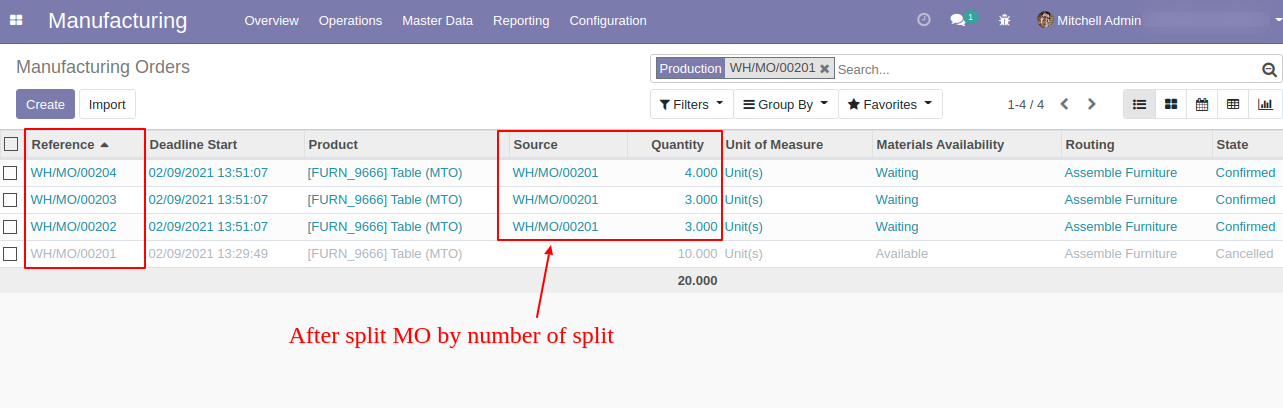 Manufacturing Overview Operations Master Data Reporting Configuration 1 Mitchell Admin
Manufacturing Orders Production WH/MO/00201 Search...
Create Import Filters Group By Favorites 1-4 / 4
Reference Deadline Start Product Source Quantity Unit of Measure Materials Availability Routing State
WH/MO/00204 02/09/2021 13:51:07 [FURN_9666] Table (MTO) WH/MO/00201 4.000 Unit(s) Waiting Assemble Furniture Confirmed
WH/MO/00203 02/09/2021 13:51:07 [FURN_9666] Table (MTO) WH/MO/00201 3.000 Unit(s) Waiting Assemble Furniture Confirmed
WH/MO/00202 02/09/2021 13:51:07 [FURN_9666] Table (MTO) WH/MO/00201 3.000 Unit(s) Waiting Assemble Furniture Confirmed
WH/MO/00201 02/09/2021 13:29:49 [FURN_9666] Table (MTO) 10.000 Unit(s) Available Assemble Furniture Cancelled
20.000
After split MO by number of split